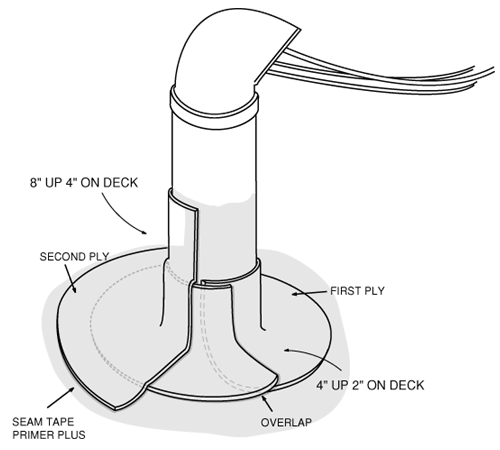 8" UP 4" ON DECK
SECOND PLY
FIRST PLY
4" UP 2" ON DECK
SEAM TAPE
PRIMER PLUS
OVERLAP